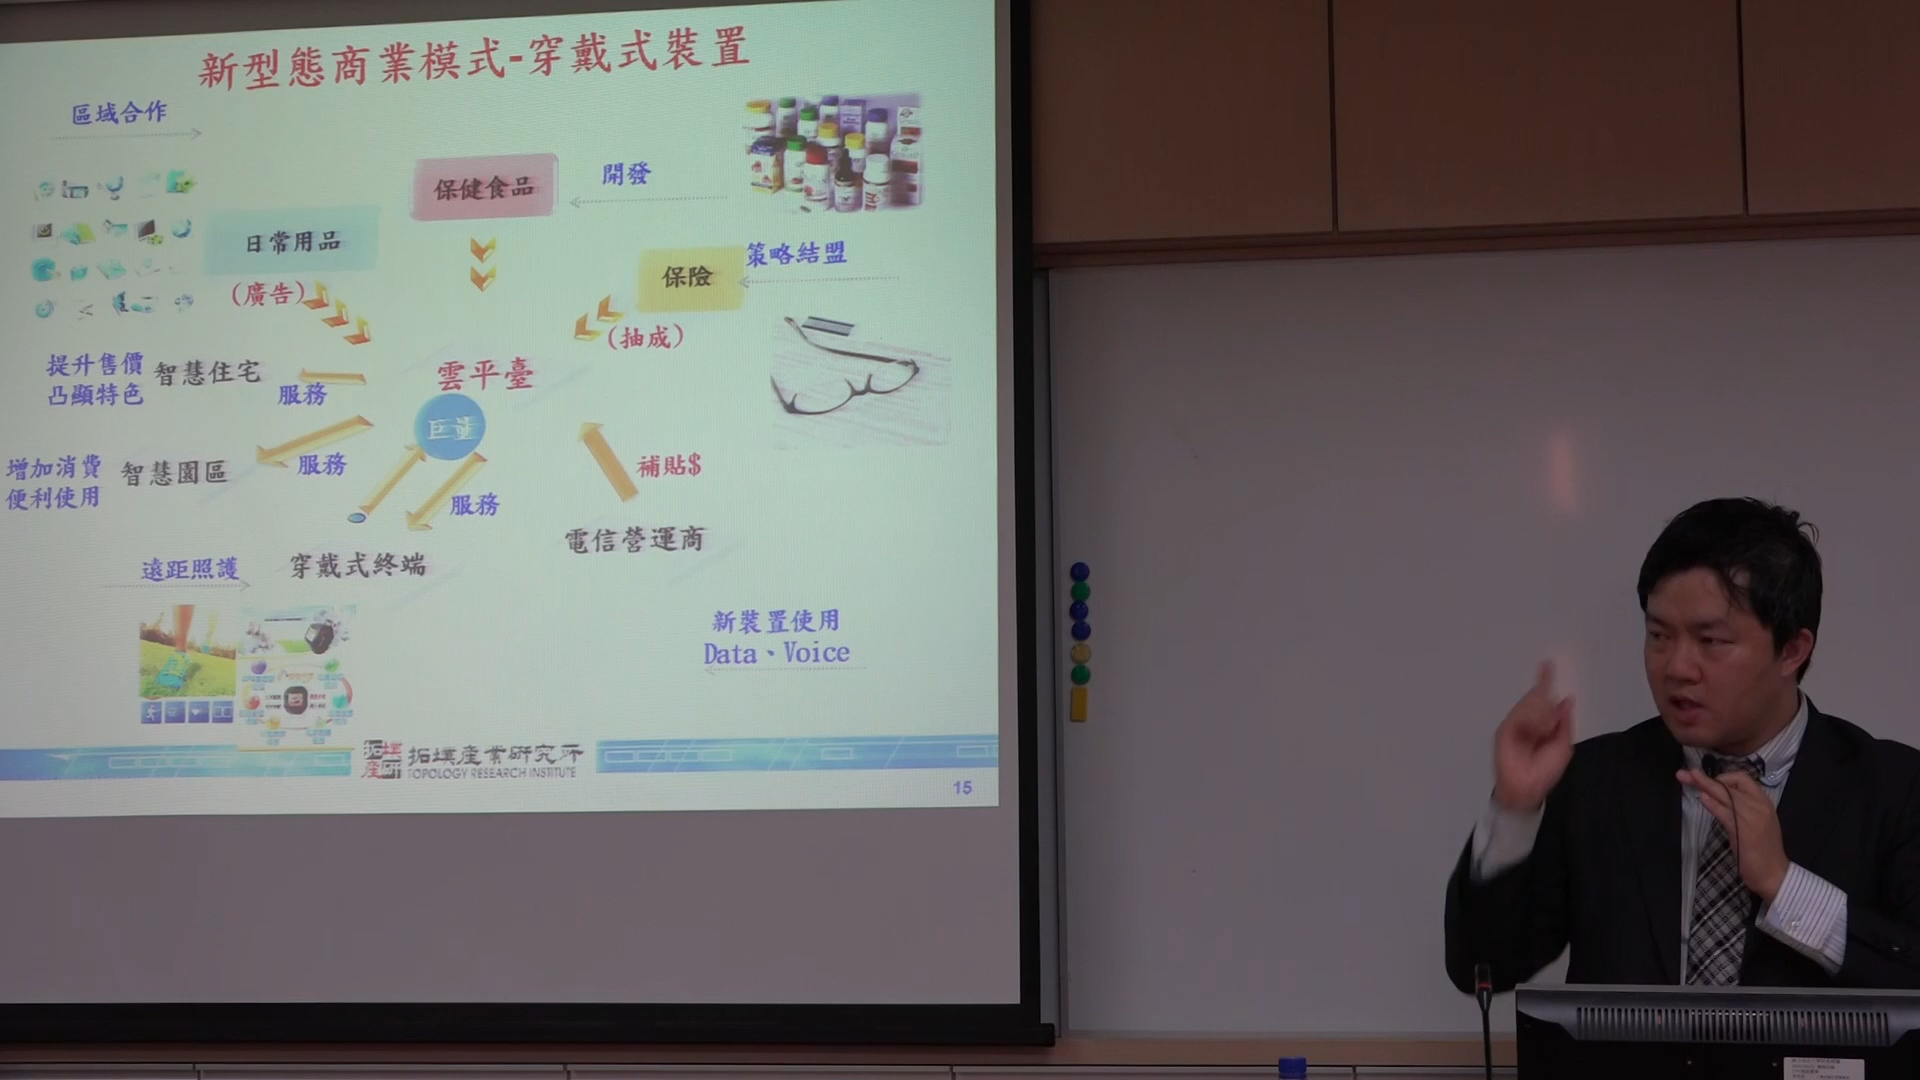 新型態商業模式-穿戴式裝置
區域合作
保健食品
開發
日常用品
(廣告)
保險
策略結盟
(抽成)
提升售價
凸顯特色
智慧住宅
服務
雲平臺
巨量
增加消費
便利使用
智慧園區
服務
服務
補貼$
電信營運商
遠距照護
穿戴式終端
新裝置使用
Data、Voice
拓墣產研
拓墣產業研究所
TOPOLOGY RESEARCH INSTITUTE
15